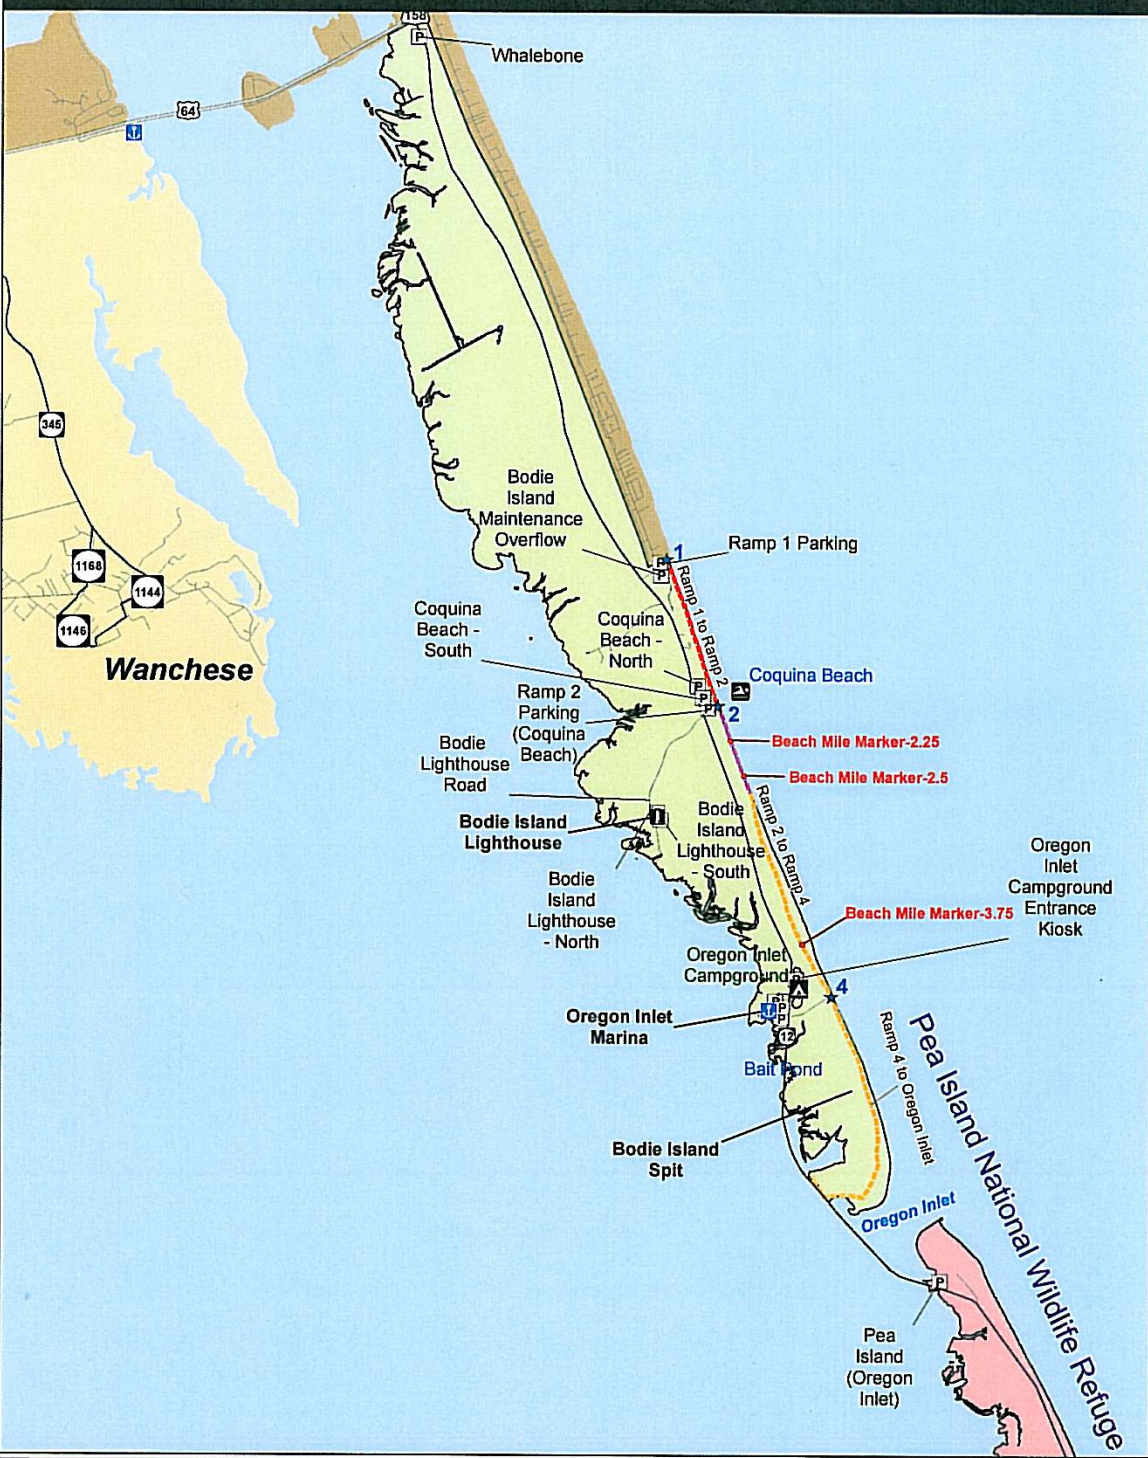 158
P
Whalebone
64
345
1168
1144
1146
Wanchese
Bodie
Island
Maintenance
Overflow
1
Ramp 1 Parking
P
P
Ramp 1 to Ramp 2
Coquina
Beach -
South
Coquina
Beach -
North
P
P
P
Coquina Beach
2
Ramp 2
Parking
(Coquina
Beach)
Beach Mile Marker-2.25
Beach Mile Marker-2.5
Bodie
Lighthouse
Road
Ramp 2 to Ramp 4
Bodie Island
Lighthouse
Bodie
Island
Lighthouse
- South
Bodie
Island
Lighthouse
- North
Beach Mile Marker-3.75
Oregon
Inlet
Campground
Entrance
Kiosk
Oregon Inlet
Campground
4
P
P
P
Oregon Inlet
Marina
12
Bait Pond
Ramp 4 to Oregon Inlet
Bodie Island
Spit
Oregon Inlet
Pea Island National Wildlife Refuge
P
Pea
Island
(Oregon
Inlet)